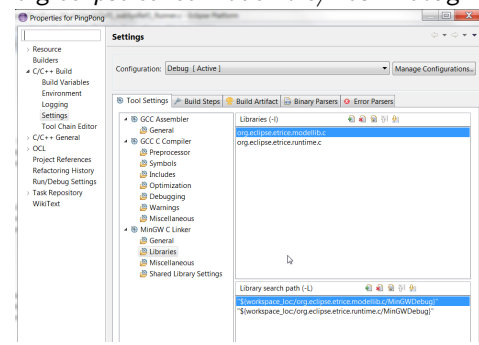 Properties for PingPong
Settings
Resource
Builders
C/C++ Build
Build Variables
Environment
Logging
Settings
Tool Chain Editor
C/C++ General
OCL
Project References
Refactoring History
Run/Debug Settings
Task Repository
WikiText
Configuration: Debug [ Active ]
Manage Configurations...
Tool Settings
Build Steps
Build Artifact
Binary Parsers
Error Parsers
GCC Assembler
General
GCC C Compiler
Preprocessor
Symbols
Includes
Optimization
Debugging
Warnings
Miscellaneous
MinGW C Linker
General
Libraries
Miscellaneous
Shared Library Settings
Libraries (-l)
org.eclipse.etrice.modellib.c
org.eclipse.etrice.runtime.c
Library search path (-L)
"${workspace_loc:/org.eclipse.etrice.modellib.c/MinGWDebug}"
"${workspace_loc:/org.eclipse.etrice.runtime.c/MinGWDebug}"